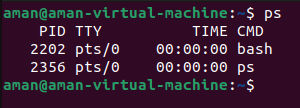 aman@aman-virtual-machine:~$ ps
    PID TTY          TIME CMD
   2202 pts/0    00:00:00 bash
   2356 pts/0    00:00:00 ps
aman@aman-virtual-machine:~$